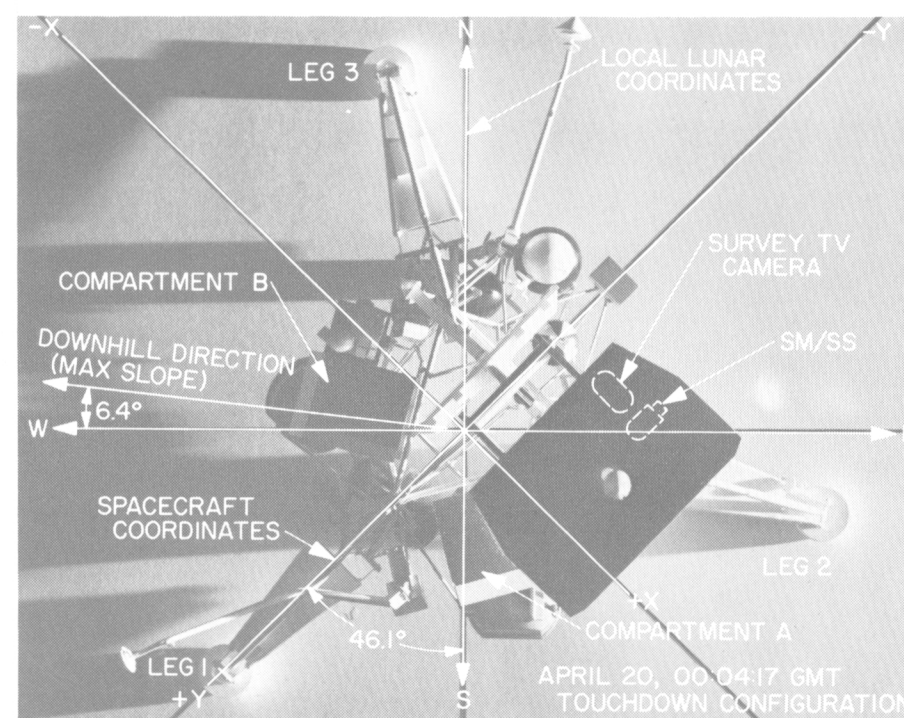 -X
N
-Y
LEG 3
LOCAL LUNAR
COORDINATES
SURVEY TV
CAMERA
COMPARTMENT B
SM/SS
DOWNHILL DIRECTION
(MAX SLOPE)
6.4°
W
SPACECRAFT
COORDINATES
LEG 2
+X
46.1°
COMPARTMENT A
LEG 1
+Y
S
APRIL 20, 00:04:17 GMT
TOUCHDOWN CONFIGURATION